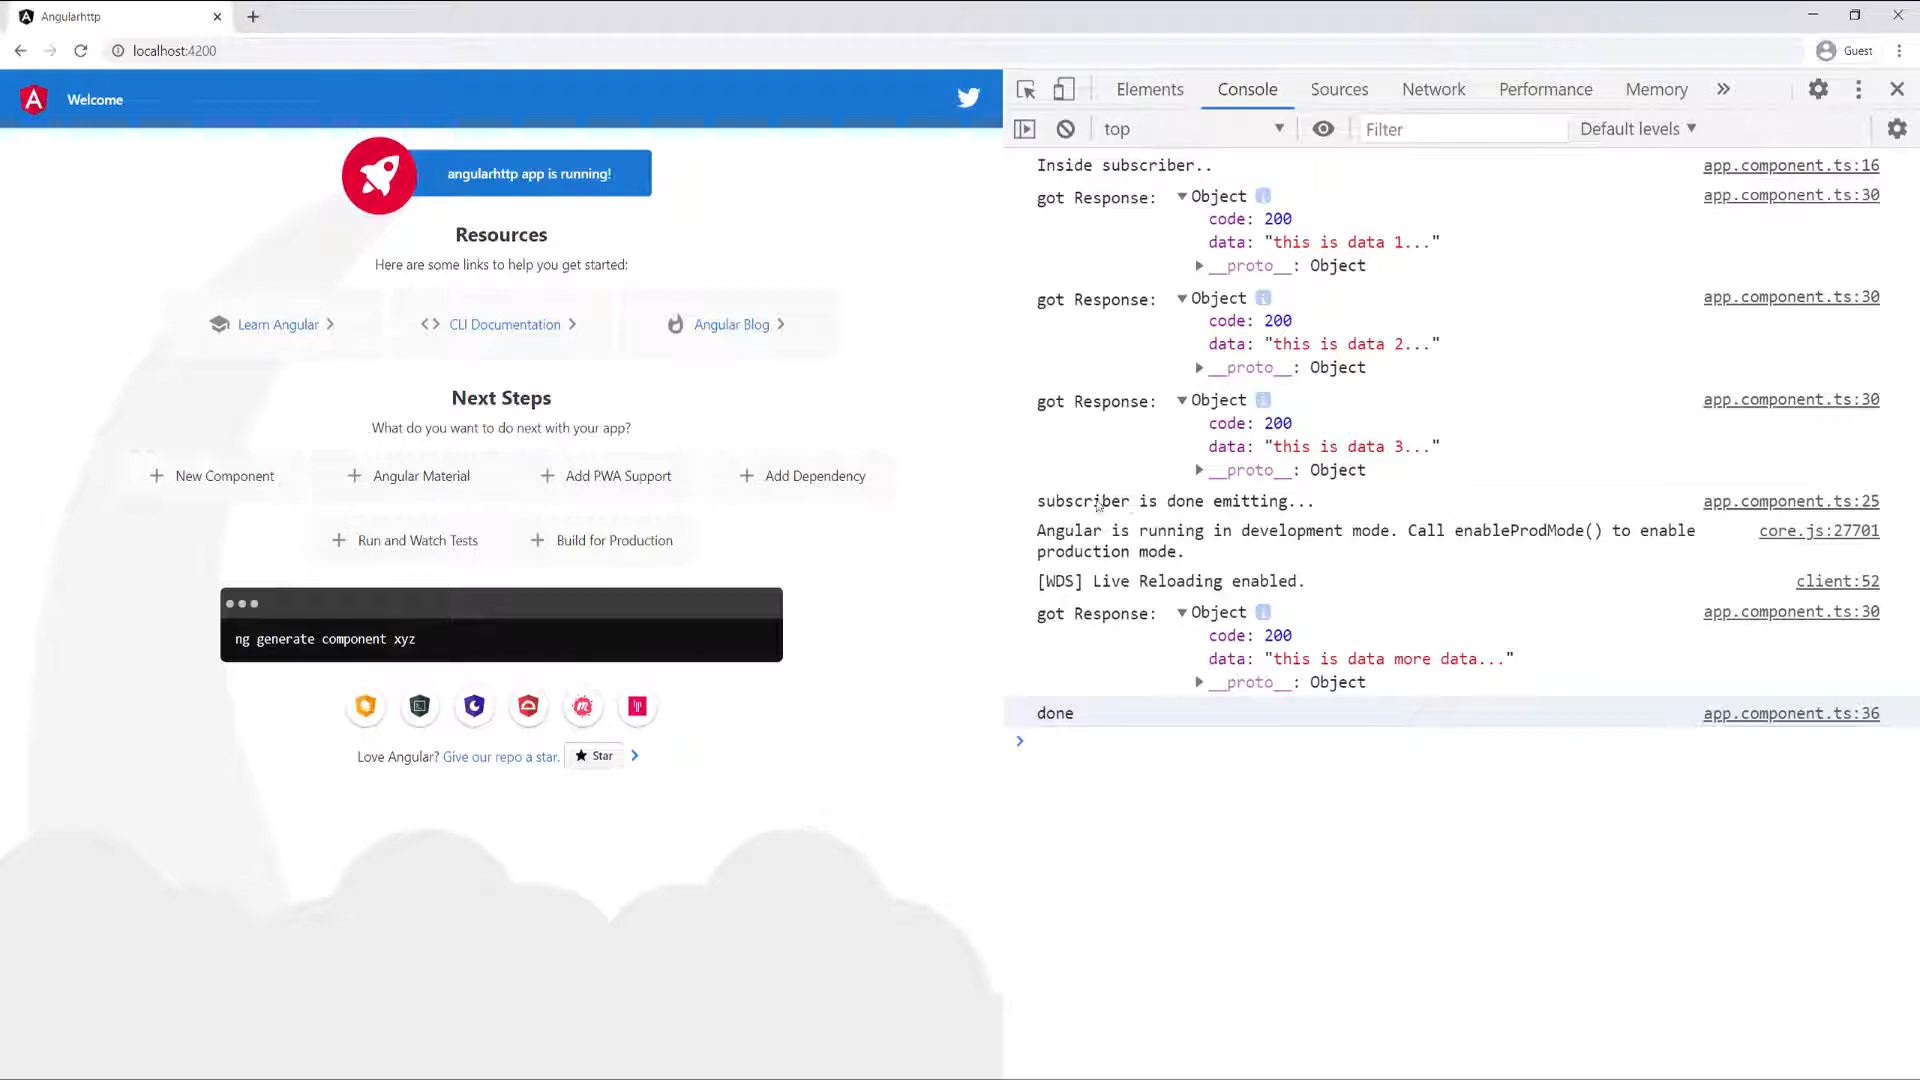 Angularhttp
localhost:4200
Guest
Welcome
angularhttp app is running!
Resources
Here are some links to help you get started:
Learn Angular
CLI Documentation
Angular Blog
Next Steps
What do you want to do next with your app?
New Component
Angular Material
Add PWA Support
Add Dependency
Run and Watch Tests
Build for Production
ng generate component xyz
Love Angular? Give our repo a star. Star
Elements Console Sources Network Performance Memory
top Filter Default levels
Inside subscriber.. app.component.ts:16
got Response: Object app.component.ts:30
code: 200
data: "this is data 1..."
__proto__: Object
got Response: Object app.component.ts:30
code: 200
data: "this is data 2..."
__proto__: Object
got Response: Object app.component.ts:30
code: 200
data: "this is data 3..."
__proto__: Object
subscriber is done emitting... app.component.ts:25
Angular is running in development mode. Call enableProdMode() to enable core.js:27701
production mode.
[WDS] Live Reloading enabled. client:52
got Response: Object app.component.ts:30
code: 200
data: "this is data more data..."
__proto__: Object
done app.component.ts:36